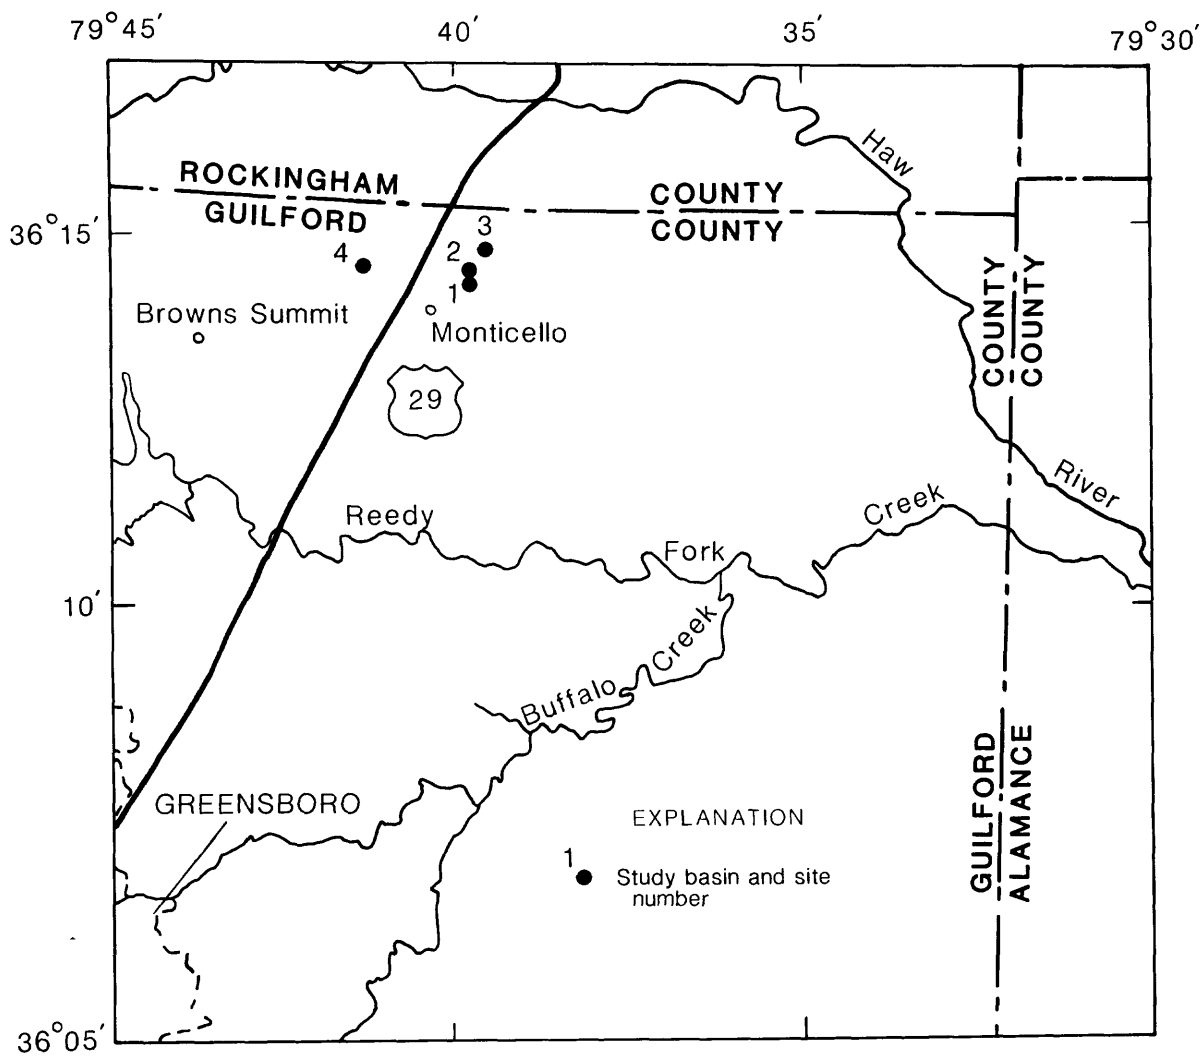 79°45′ 40′ 35′ 79°30′
Haw
ROCKINGHAM COUNTY
GUILFORD COUNTY
36°15′
3
4
2
1
COUNTY
COUNTY
Browns Summit
Monticello
29
River
Creek
Reedy
Fork
10′
Creek
Buffalo
GUILFORD
ALAMANCE
GREENSBORO
EXPLANATION
1
Study basin and site
number
36°05′